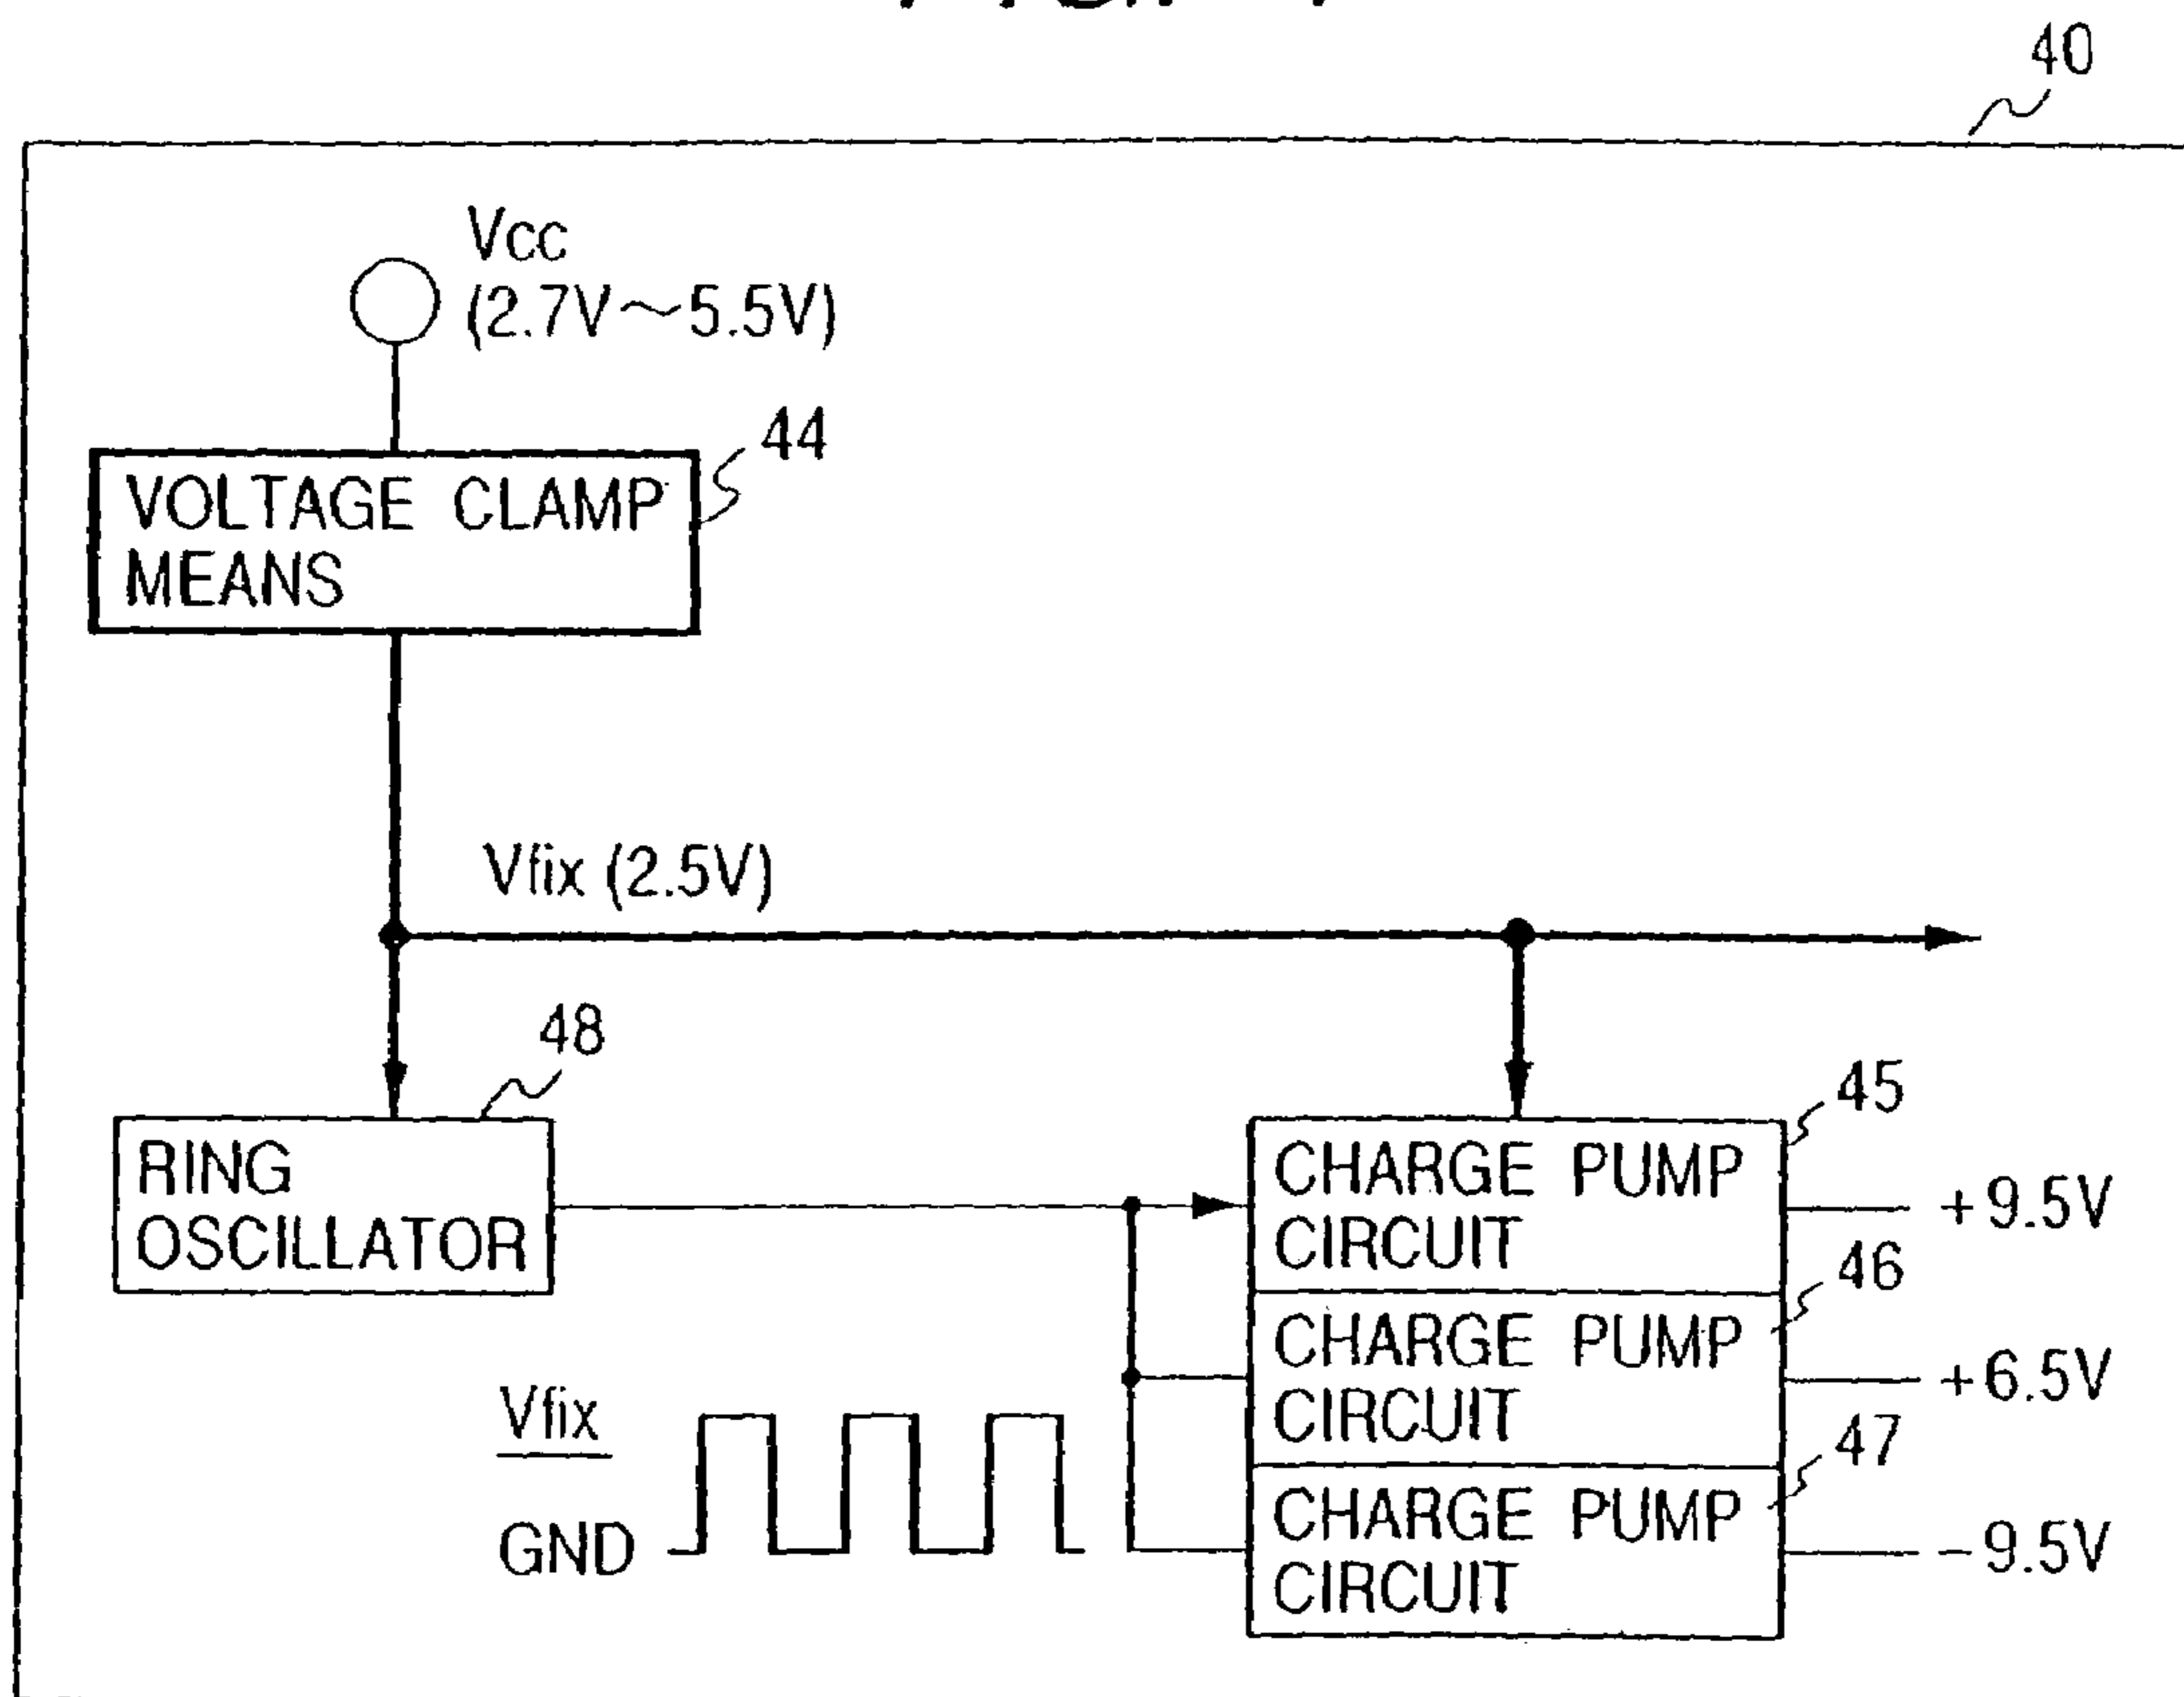 40
Vcc
(2.7V～5.5V)
44
VOLTAGE CLAMP
MEANS
Vfix (2.5V)
48
RING
OSCILLATOR
45
CHARGE PUMP
CIRCUIT
+9.5V
46
CHARGE PUMP
CIRCUIT
+6.5V
47
CHARGE PUMP
CIRCUIT
−9.5V
Vfix
GND